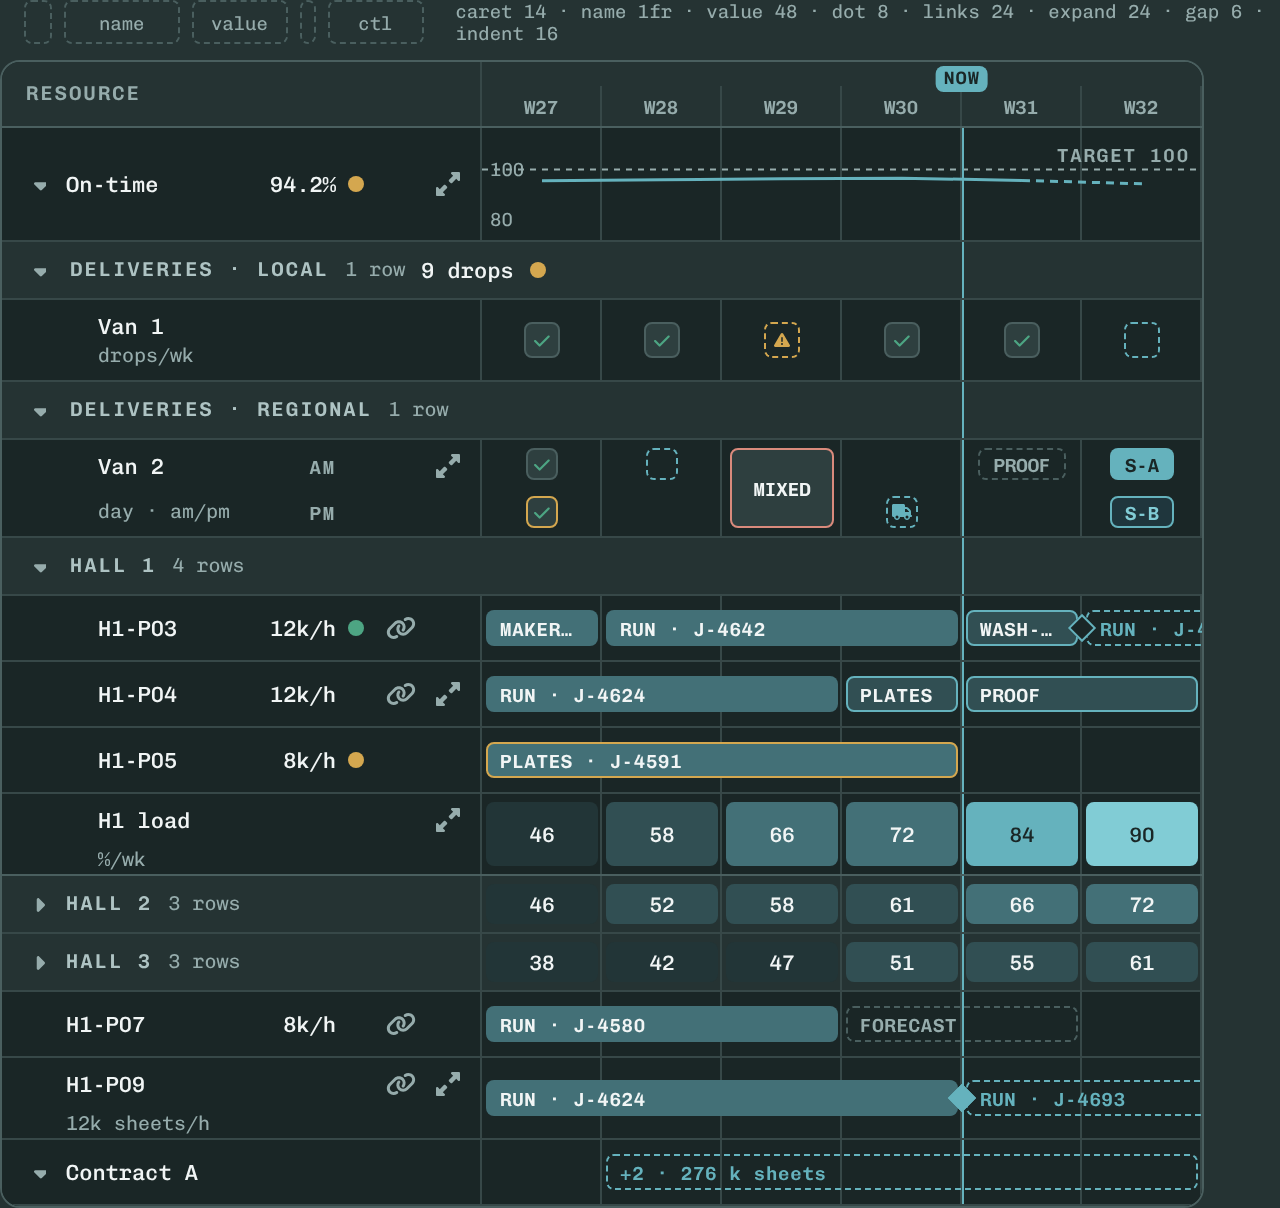 name value ctl caret 14 · name 1fr · value 48 · dot 8 · links 24 · expand 24 · gap 6 ·
indent 16
NOW
RESOURCE
W27 W28 W29 W30 W31 W32
TARGET 100
100
On-time 94.2%
80
DELIVERIES · LOCAL 1 row 9 drops
Van 1
drops/wk
DELIVERIES · REGIONAL 1 row
Van 2 AM PROOF S-A
MIXED
day · am/pm PM S-B
HALL 1 4 rows
H1-P03 12k/h MAKER… RUN · J-4642 WASH-… RUN · J-4
H1-P04 12k/h RUN · J-4624 PLATES PROOF
H1-P05 8k/h PLATES · J-4591
H1 load 46 58 66 72 84 90
%/wk
HALL 2 3 rows 46 52 58 61 66 72
HALL 3 3 rows 38 42 47 51 55 61
H1-P07 8k/h RUN · J-4580 FORECAST
H1-P09 RUN · J-4624 RUN · J-4693
12k sheets/h
Contract A +2 · 276 k sheets